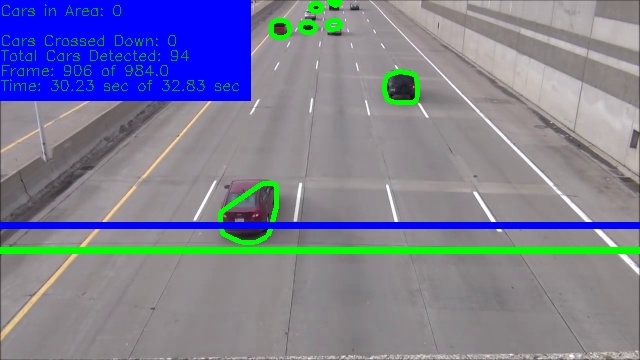 Cars in Area: 0
Cars Crossed Down: 0
Total Cars Detected: 94
Frame: 906 of 984.0
Time: 30.23 sec of 32.83 sec